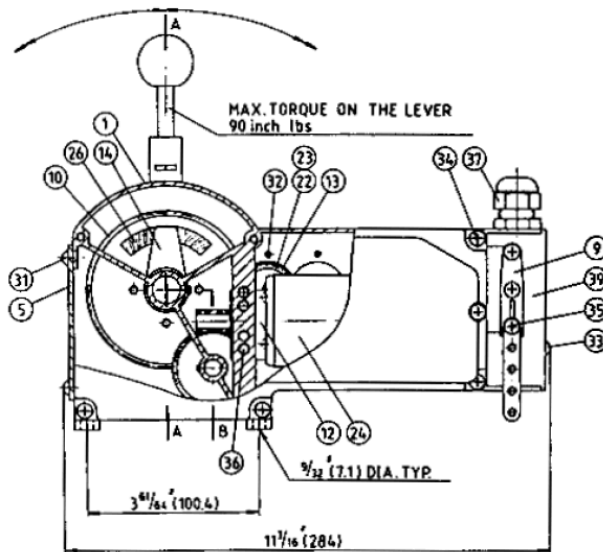 A
MAX. TORQUE ON THE LEVER
90 inch lbs
1
26
14
10
32
23
22
13
34
37
9
39
35
33
31
5
12
24
36
A
B
9/32" (7.1) DIA. TYP.
3 61/64" (100.4)
11 3/16" (284)